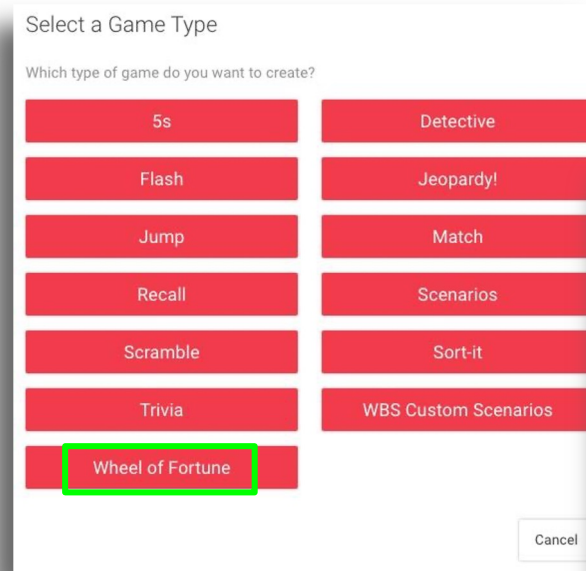 Select a Game Type
Which type of game do you want to create?
5s
Detective
Flash
Jeopardy!
Jump
Match
Recall
Scenarios
Scramble
Sort-it
Trivia
WBS Custom Scenarios
Wheel of Fortune
Cancel